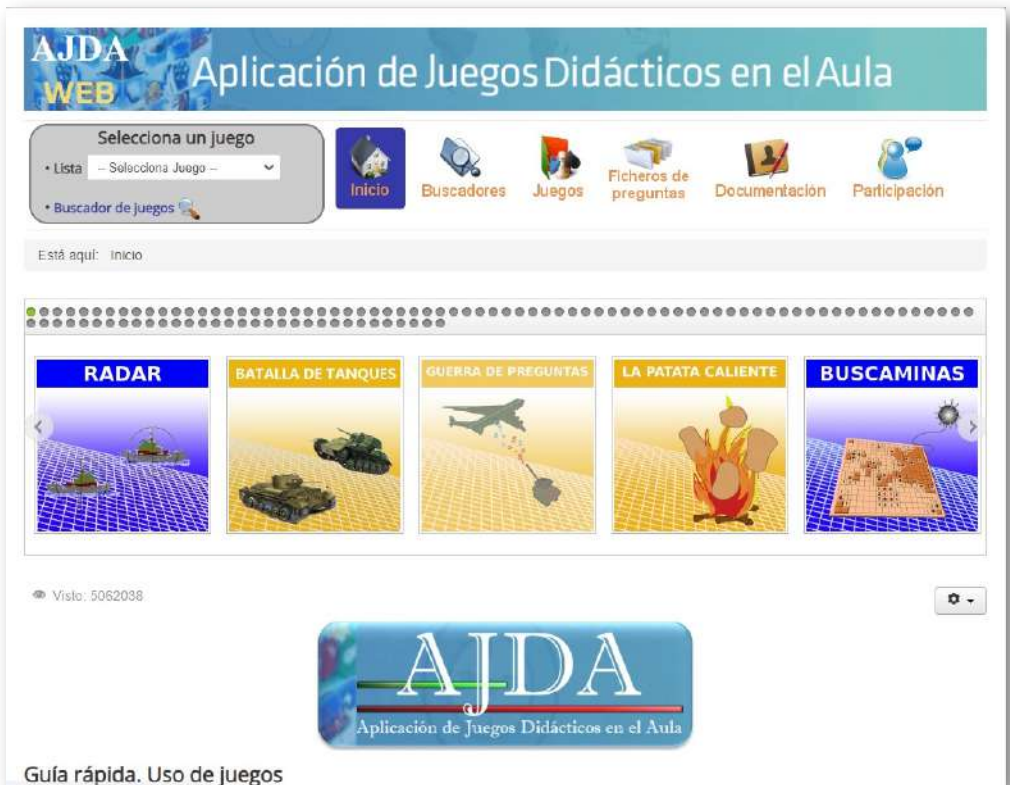 AJDA
WEB
Aplicación de Juegos Didácticos en el Aula
Selecciona un juego
• Lista -- Selecciona Juego --
• Buscador de juegos
Inicio
Buscadores
Juegos
Ficheros de
preguntas
Documentación
Participación
Está aquí: Inicio
RADAR
BATALLA DE TANQUES
GUERRA DE PREGUNTAS
LA PATATA CALIENTE
BUSCAMINAS
Visto: 5062038
AJDA
Aplicación de Juegos Didácticos en el Aula
Guía rápida. Uso de juegos